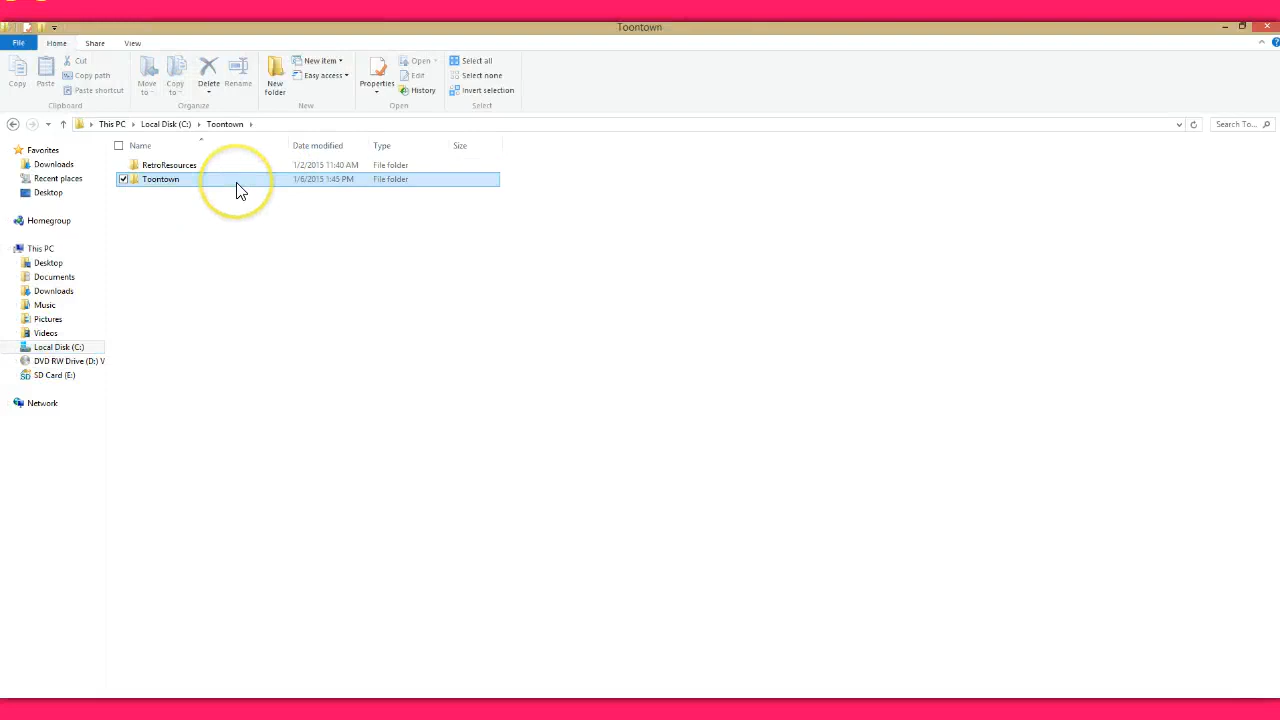 Toontown
File Home Share View
Copy Paste Cut Copy path Paste shortcut Move to Copy to Delete Rename New folder New item Easy access Properties Open Edit History Select all Select none Invert selection
Clipboard Organize New Open Select
This PC Local Disk (C:) Toontown Search To...
Name Date modified Type Size
RetroResources 1/2/2015 11:40 AM File folder
Toontown 1/6/2015 1:45 PM File folder
Favorites
Downloads
Recent places
Desktop
Homegroup
This PC
Desktop
Documents
Downloads
Music
Pictures
Videos
Local Disk (C:)
DVD RW Drive (D:) V
SD Card (E:)
Network